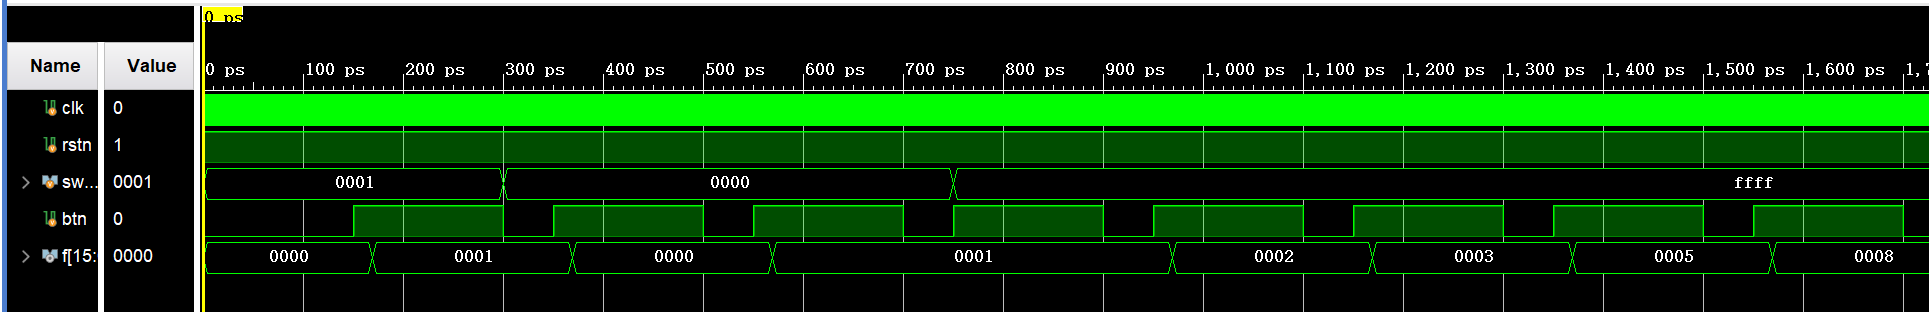 0 ps
Name Value
0 ps 100 ps 200 ps 300 ps 400 ps 500 ps 600 ps 700 ps 800 ps 900 ps 1,000 ps 1,100 ps 1,200 ps 1,300 ps 1,400 ps 1,500 ps 1,600 ps 1,7
clk 0
rstn 1
sw... 0001 0001 0000 ffff
btn 0
f[15: 0000 0000 0001 0000 0001 0002 0003 0005 0008